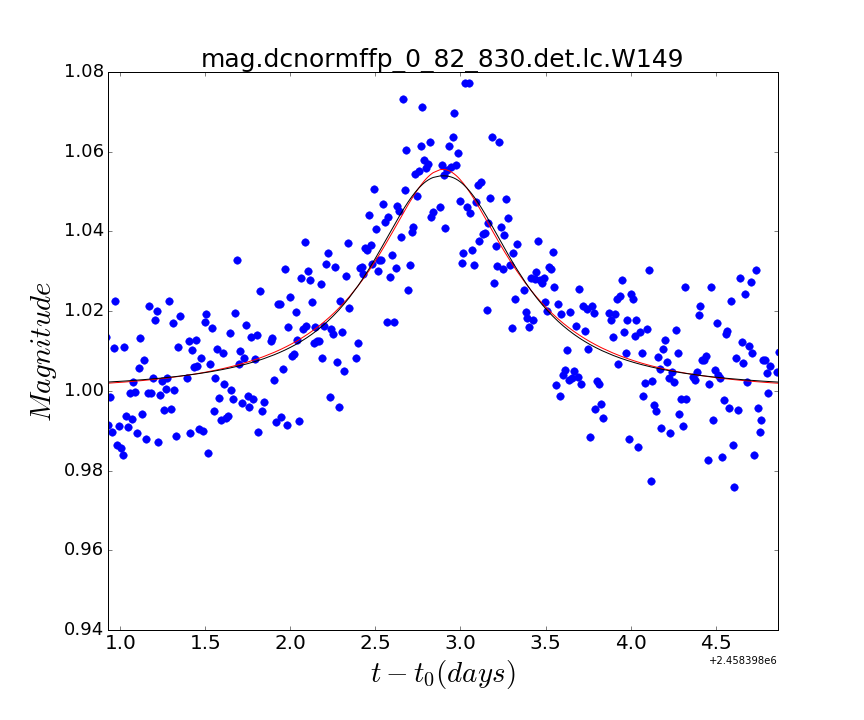 mag.dcnormffp_0_82_830.det.lc.W149
1.08
1.06
1.04
1.02
1.00
0.98
0.96
0.94
Magnitude
1.0 1.5 2.0 2.5 3.0 3.5 4.0 4.5
+2.458398e6
t − t₀(days)